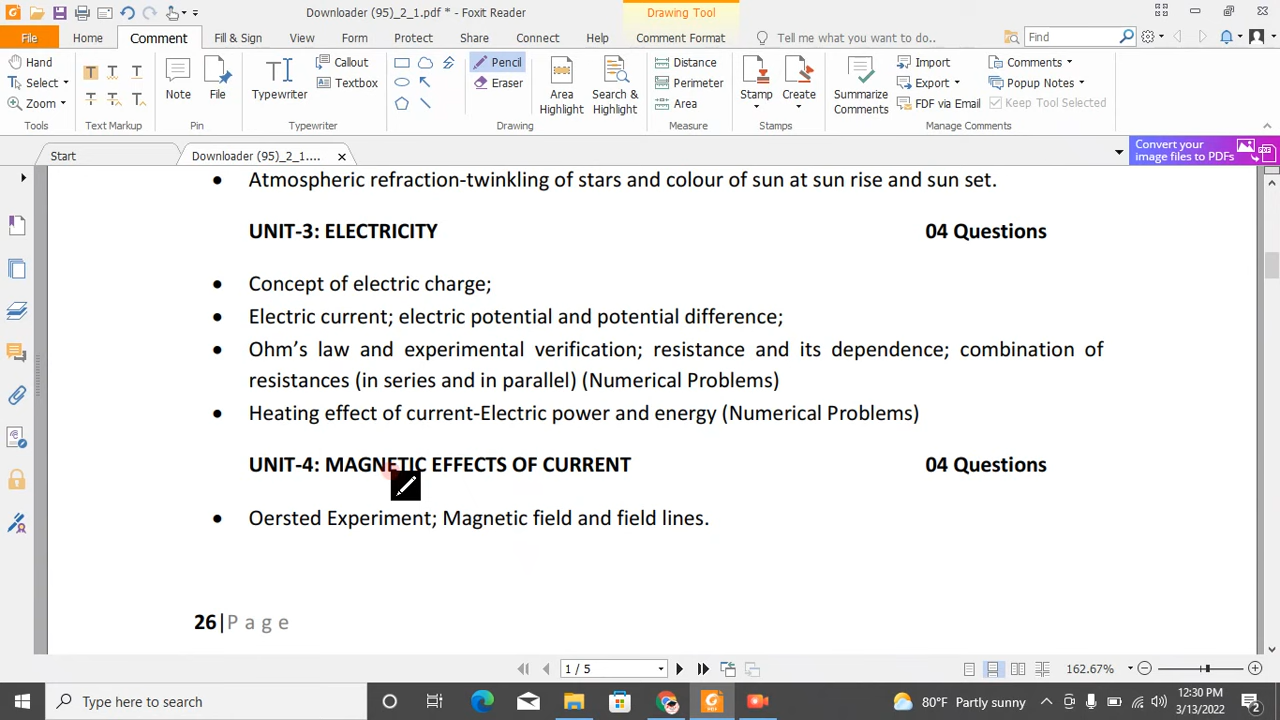 Downloader (95)_2_1.pdf * - Foxit Reader
Drawing Tool
File Home Comment Fill & Sign View Form Protect Share Connect Help Comment Format Tell me what you want to do.. Find
Hand
Select
Zoom
Tools
T T T
T T T
Text Markup
Note
File
Pin
Typewriter
Callout
Textbox
Typewriter
Pencil
Eraser
Drawing
Area
Highlight
Search &
Highlight
Distance
Perimeter
Area
Measure
Stamp
Create
Stamps
Summarize
Comments
Import
Export
FDF via Email
Comments
Popup Notes
Keep Tool Selected
Manage Comments
Start
Downloader (95)_2_1....
Convert your
image files to PDFs
PDF
• Atmospheric refraction-twinkling of stars and colour of sun at sun rise and sun set.
UNIT-3: ELECTRICITY 04 Questions
• Concept of electric charge;
• Electric current; electric potential and potential difference;
• Ohm’s law and experimental verification; resistance and its dependence; combination of
resistances (in series and in parallel) (Numerical Problems)
• Heating effect of current-Electric power and energy (Numerical Problems)
UNIT-4: MAGNETIC EFFECTS OF CURRENT 04 Questions
• Oersted Experiment; Magnetic field and field lines.
26|P a g e
1 / 5
162.67%
Type here to search
80°F Partly sunny
12:30 PM
3/13/2022
2